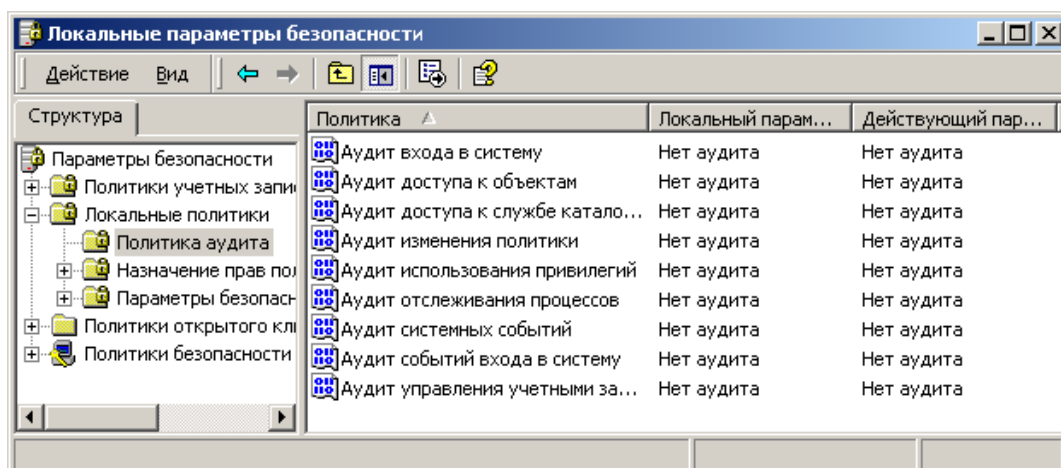 Локальные параметры безопасности
Действие Вид
Структура
Политика Локальный парам... Действующий пар...
Параметры безопасности
Политики учетных запи
Локальные политики
Политика аудита
Назначение прав пол
Параметры безопасн
Политики открытого кл
Политики безопасности
Аудит входа в систему Нет аудита Нет аудита
Аудит доступа к объектам Нет аудита Нет аудита
Аудит доступа к службе катало... Нет аудита Нет аудита
Аудит изменения политики Нет аудита Нет аудита
Аудит использования привилегий Нет аудита Нет аудита
Аудит отслеживания процессов Нет аудита Нет аудита
Аудит системных событий Нет аудита Нет аудита
Аудит событий входа в систему Нет аудита Нет аудита
Аудит управления учетными за... Нет аудита Нет аудита